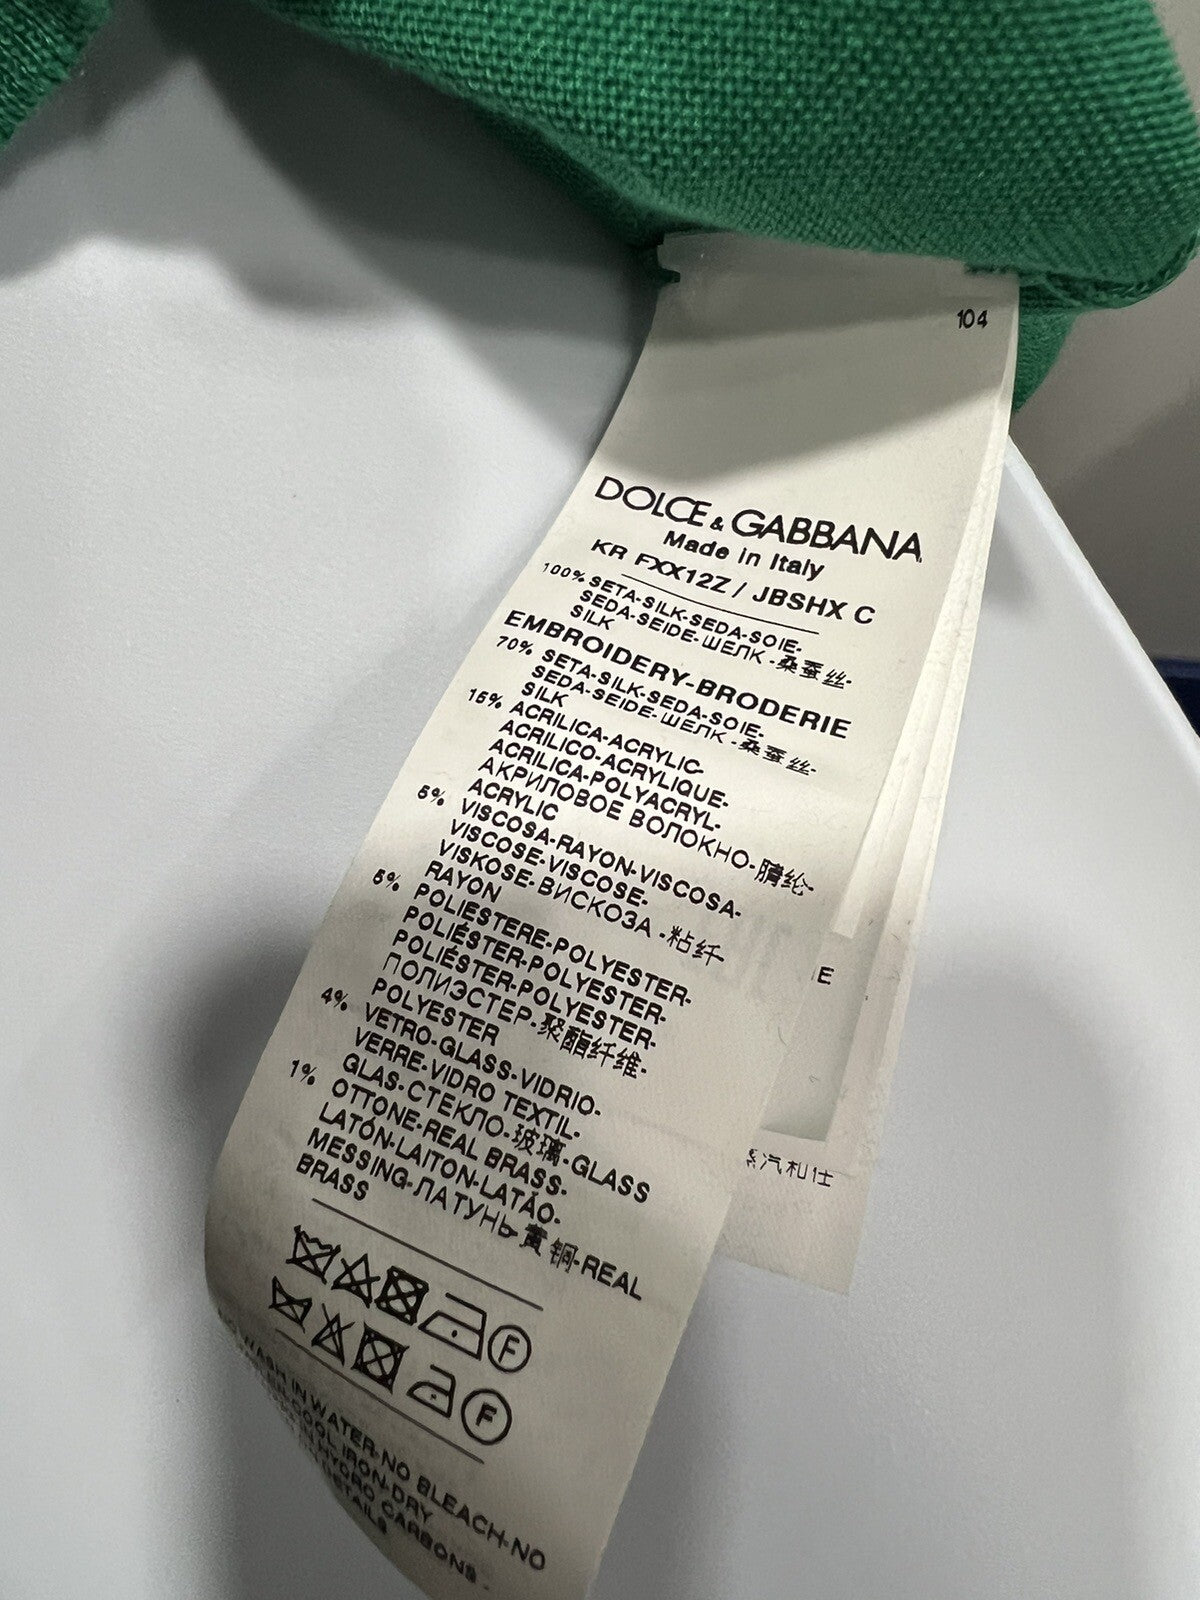 104
DOLCE & GABBANA
Made in Italy
KR FXX12Z / JBSHX C
100% SETA-SILK-SEDA-SOIE-
SEDA-SEIDE-ШЕЛК-桑蚕丝-
SILK
EMBROIDERY-BRODERIE
70% SETA-SILK-SEDA-SOIE-
SEDA-SEIDE-ШЕЛК-桑蚕丝-
SILK
15% ACRILICA-ACRYLIC-
ACRILICO-ACRYLIQUE-
ACRILICA-POLYACRYL-
АКРИЛОВОЕ ВОЛОКНО-腈纶-
ACRYLIC
5% VISCOSA-RAYON-VISCOSA-
VISCOSE-VISCOSE-
VISKOSE-ВИСКОЗА-粘纤-
RAYON
5% POLIESTERE-POLYESTER-
POLIÉSTER-POLYESTER-
POLIÉSTER-POLYESTER-
ПОЛИЭСТЕР-聚酯纤维-
POLYESTER
4% VETRO-GLASS-VIDRIO-
VERRE-VIDRO TEXTIL-
GLAS-СТЕКЛО-玻璃-GLASS
1% OTTONE-REAL BRASS-
LATÓN-LAITON-LATÃO-
MESSING-ЛАТУНЬ-黄铜-REAL
BRASS
F
F
WASH IN WATER-NO BLEACH-NO
COOL IRON-DRY
IN HYDRO CARBONS-
DETAILS
E
汽和仕